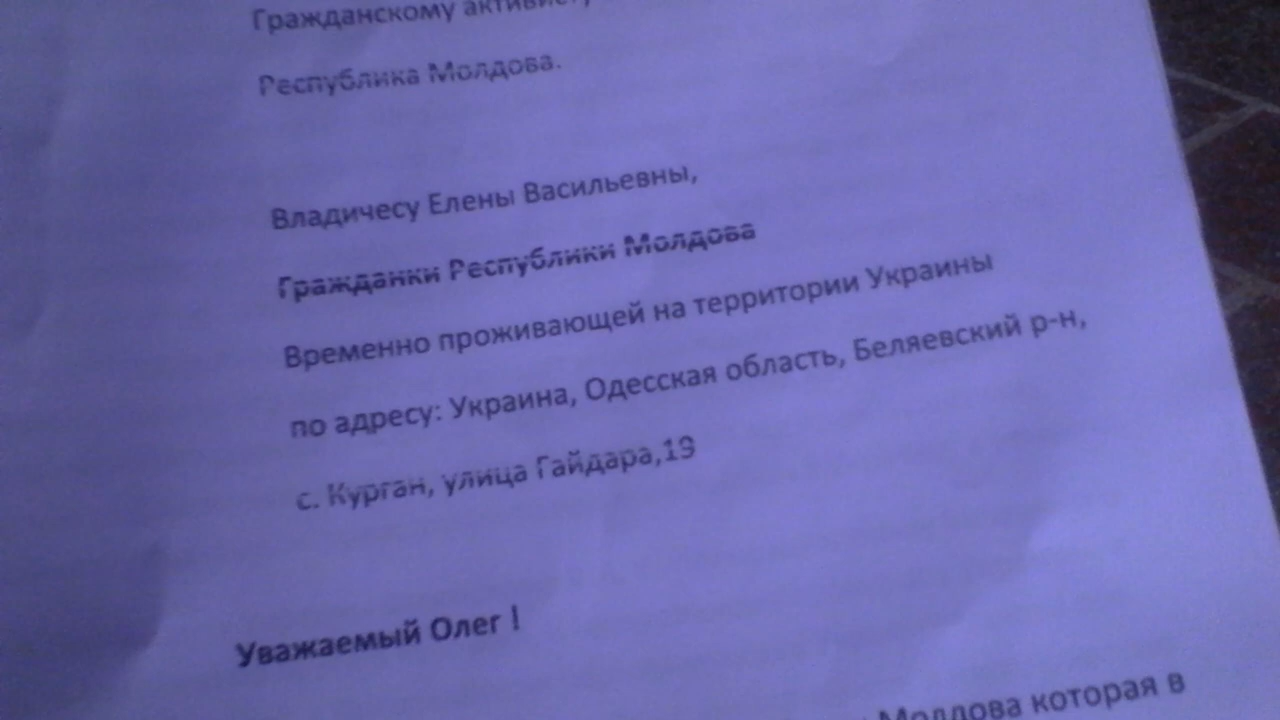 Гражданскому активисту
Республика Молдова.
Владичесу Елены Васильевны,
Гражданки Республики Молдова
Временно проживающей на территории Украины
по адресу: Украина, Одесская область, Беляевский р-н,
с. Курган, улица Гайдара,19
Уважаемый Олег !
Молдова которая в